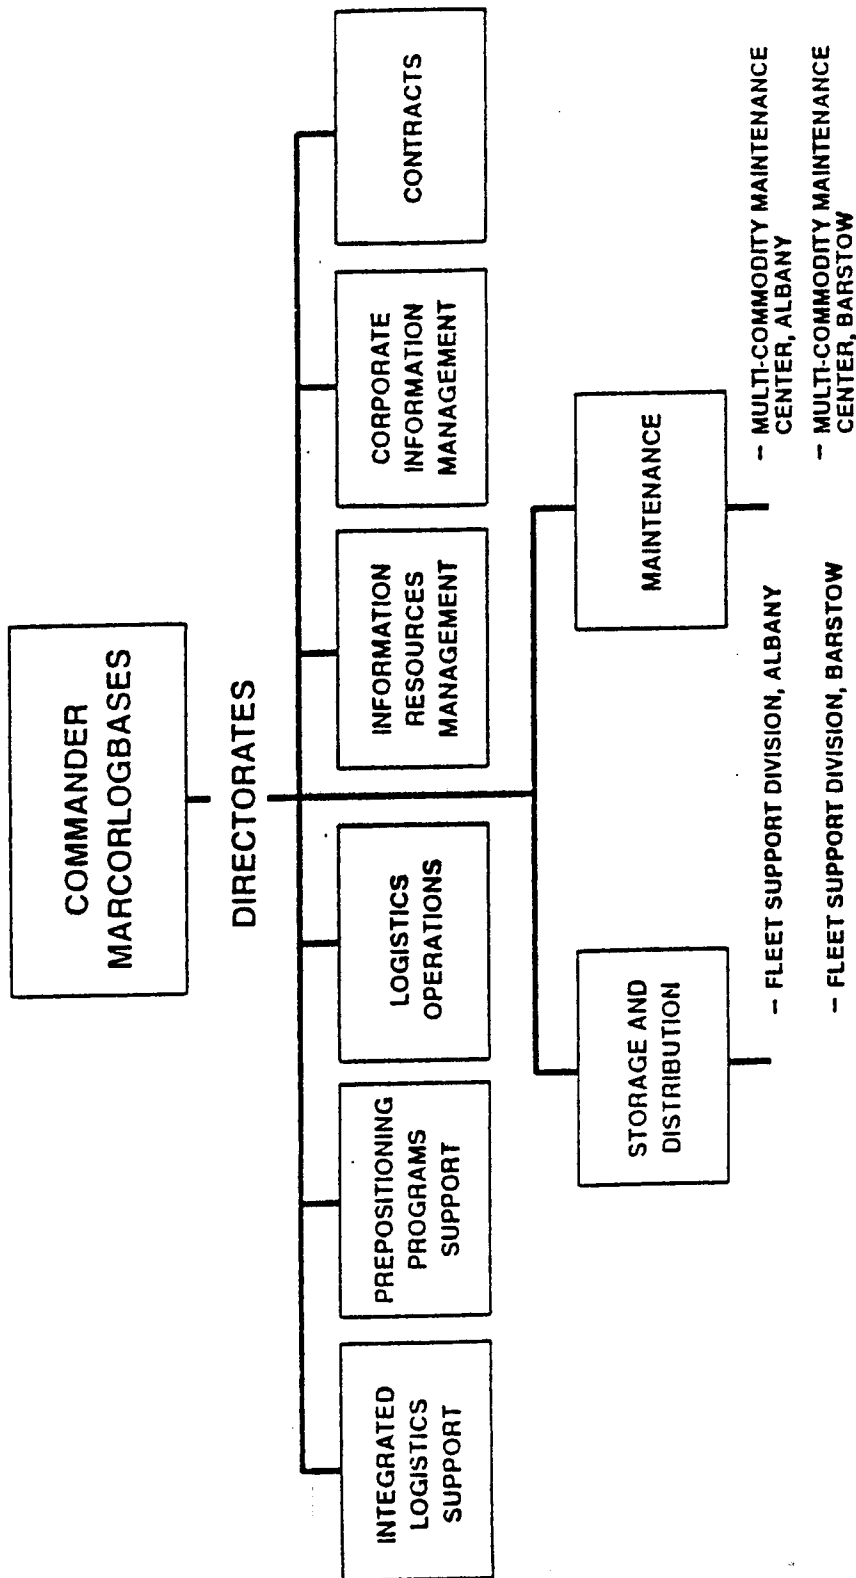 COMMANDER
MARCORLOGBASES
DIRECTORATES
INTEGRATED
LOGISTICS
SUPPORT
PREPOSITIONING
PROGRAMS
SUPPORT
LOGISTICS
OPERATIONS
INFORMATION
RESOURCES
MANAGEMENT
CORPORATE
INFORMATION
MANAGEMENT
CONTRACTS
STORAGE AND
DISTRIBUTION
– FLEET SUPPORT DIVISION, ALBANY
– FLEET SUPPORT DIVISION, BARSTOW
MAINTENANCE
– MULTI-COMMODITY MAINTENANCE
CENTER, ALBANY
– MULTI-COMMODITY MAINTENANCE
CENTER, BARSTOW